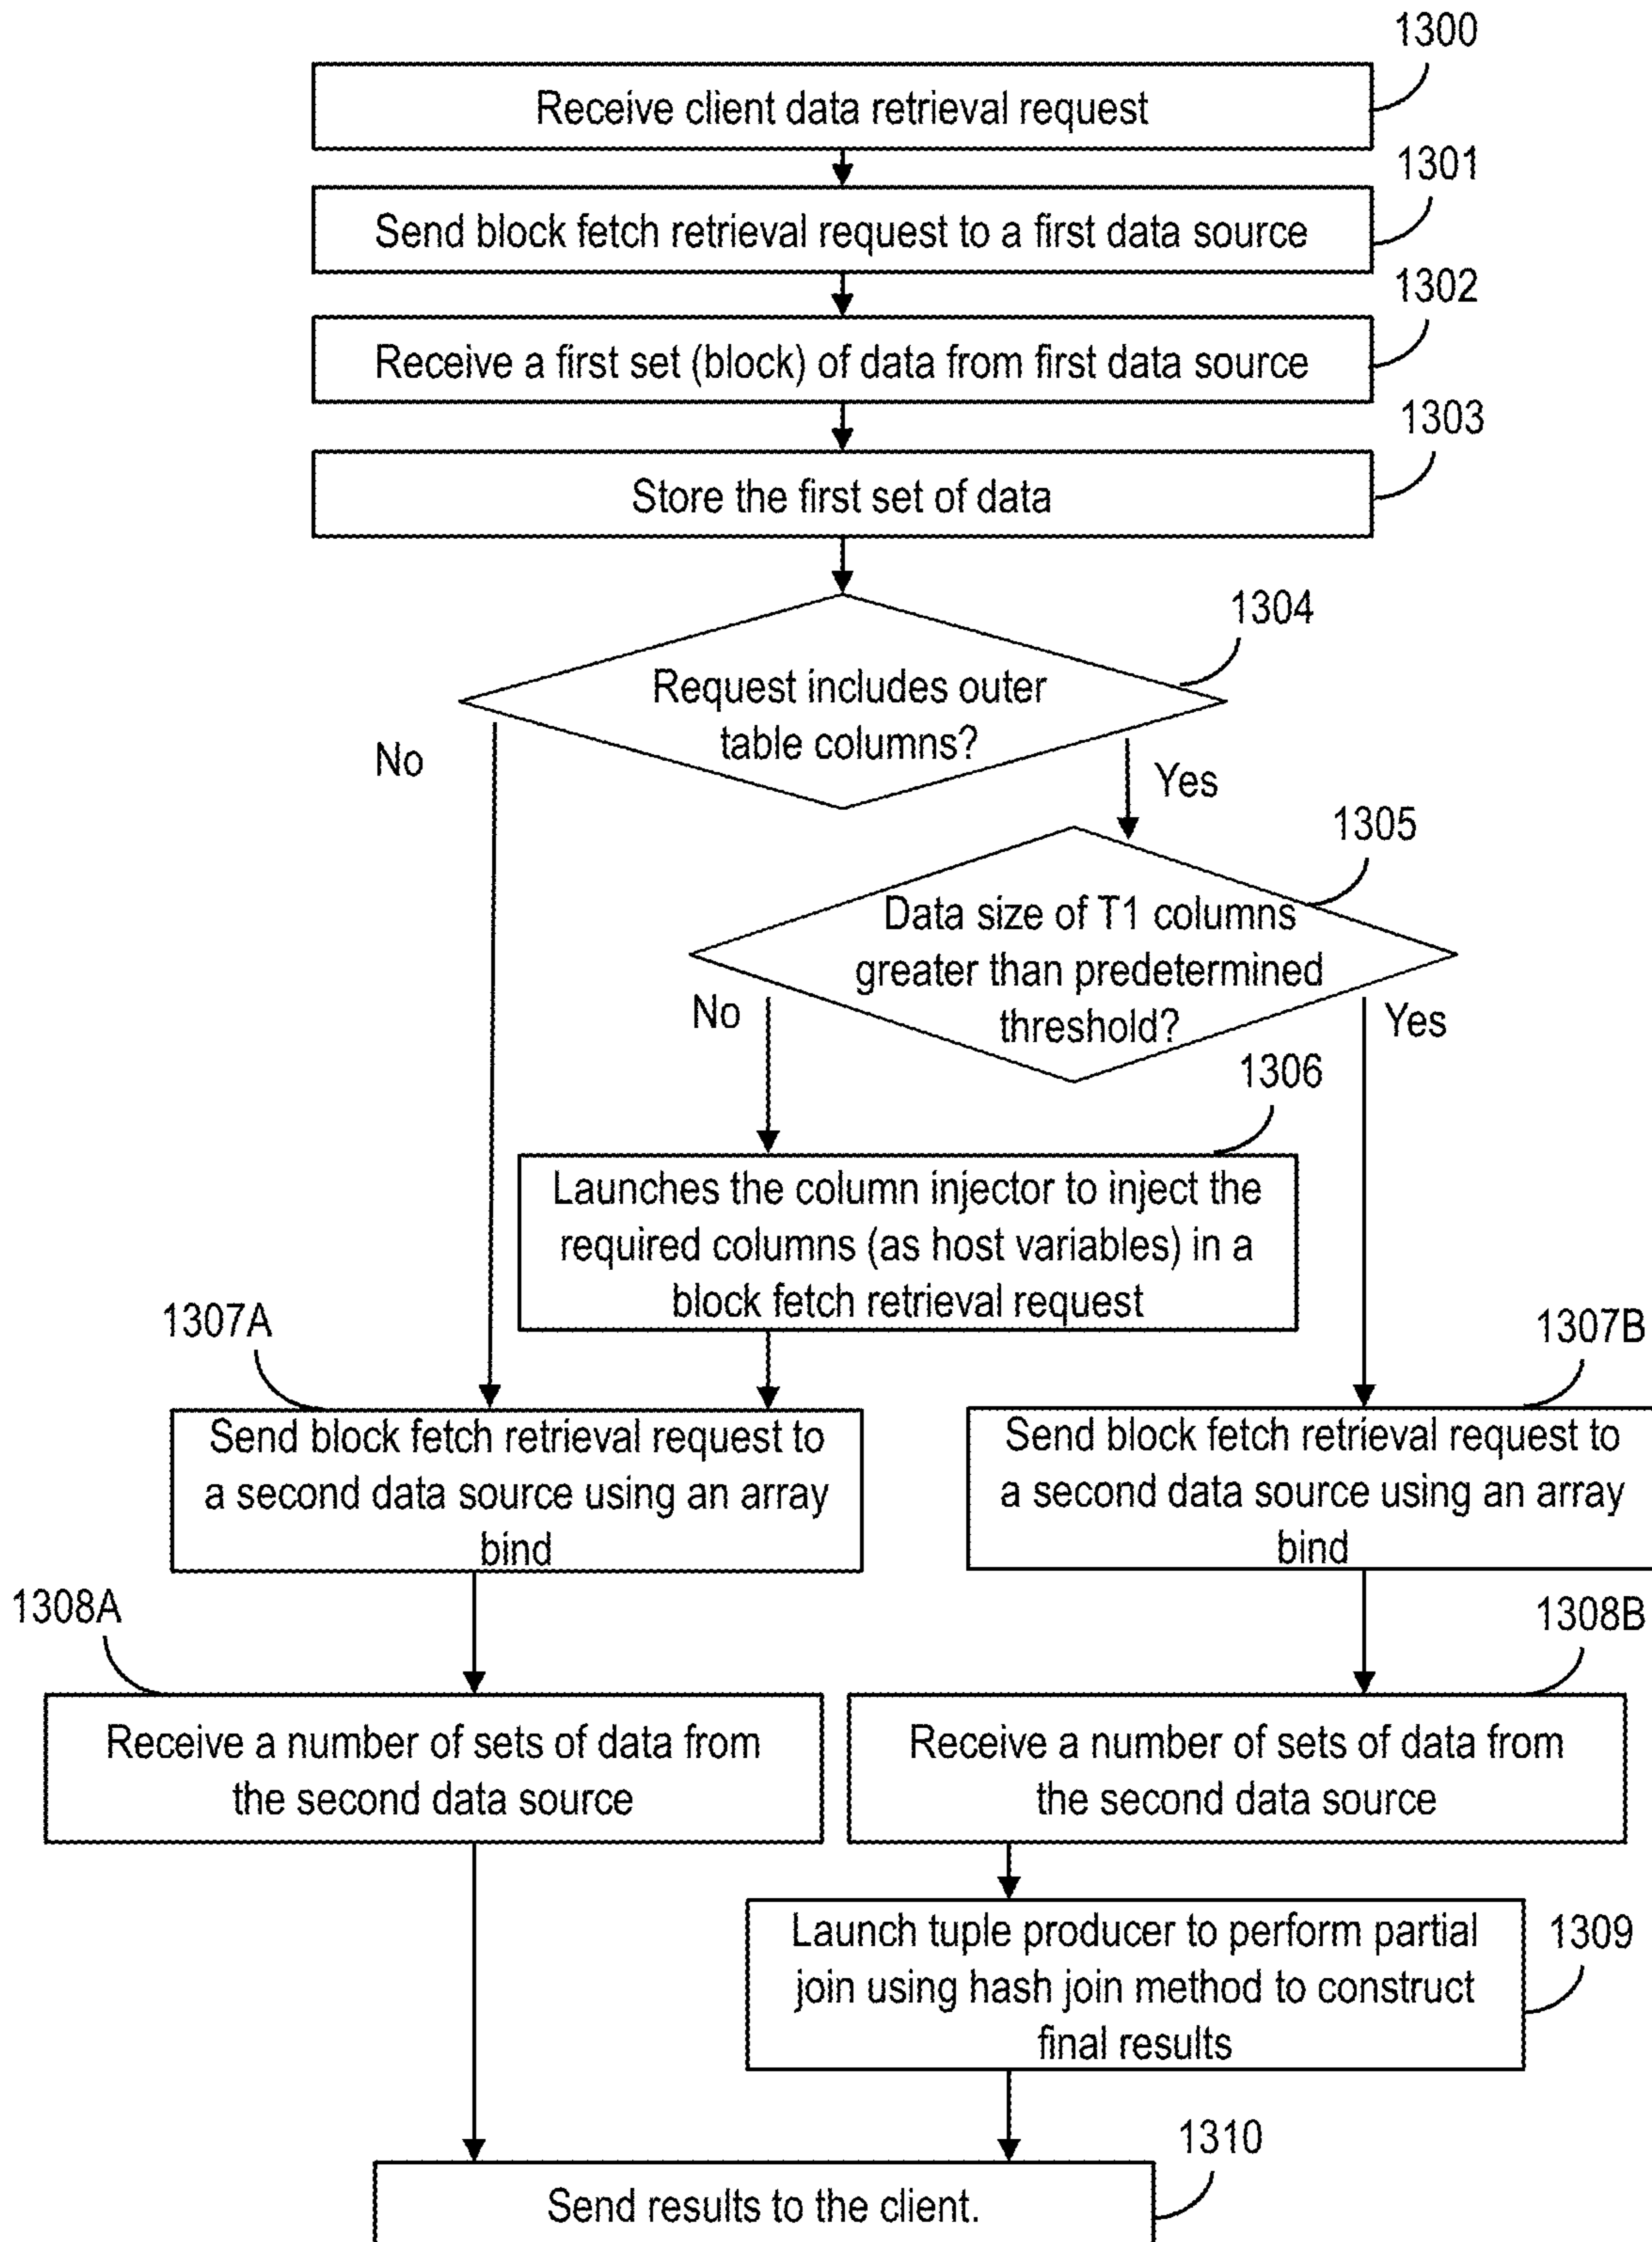 1300
Receive client data retrieval request
1301
Send block fetch retrieval request to a first data source
1302
Receive a first set (block) of data from first data source
1303
Store the first set of data
1304
Request includes outer
table columns?
No
Yes
1305
Data size of T1 columns
greater than predetermined
threshold?
No
Yes
1306
Launches the column injector to inject the
required columns (as host variables) in a
block fetch retrieval request
1307A
1307B
Send block fetch retrieval request to
a second data source using an array
bind
Send block fetch retrieval request to
a second data source using an array
bind
1308A
1308B
Receive a number of sets of data from
the second data source
Receive a number of sets of data from
the second data source
Launch tuple producer to perform partial
join using hash join method to construct
final results
1309
1310
Send results to the client.